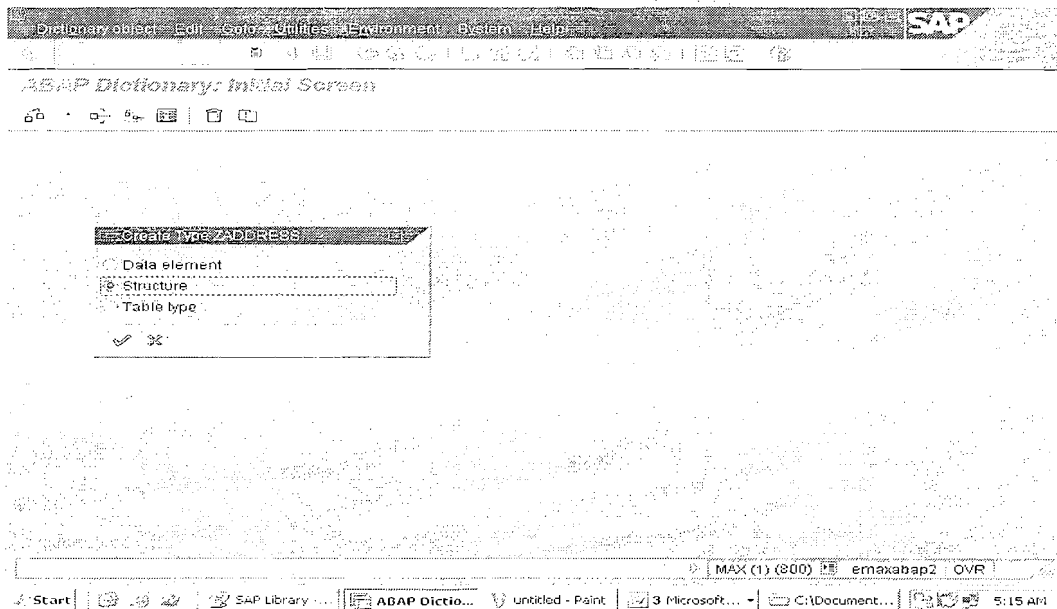 Dictionary object Edit Goto Utilities Environment System Help
SAP
ABAP Dictionary: Initial Screen
Create Type ZADDRESS
Data element
Structure
Table type
MAX (1) (800) emaxabap2 OVR
Start SAP Library ... ABAP Dictio... untitled - Paint 3 Microsoft... C:\Document... 5:15 AM